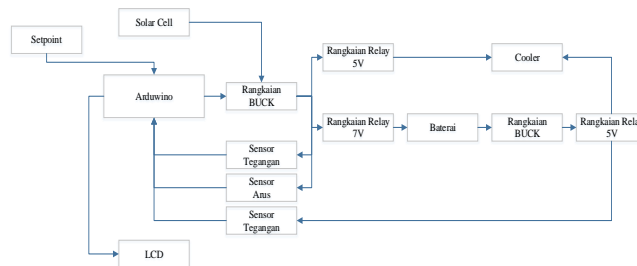 Solar Cell
Setpoint
Rangkaian Relay
5V
Cooler
Arduwino
Rangkaian
BUCK
Rangkaian Relay
7V
Baterai
Rangkaian
BUCK
Rangkaian Relay
5V
Sensor
Tegangan
Sensor
Arus
Sensor
Tegangan
LCD